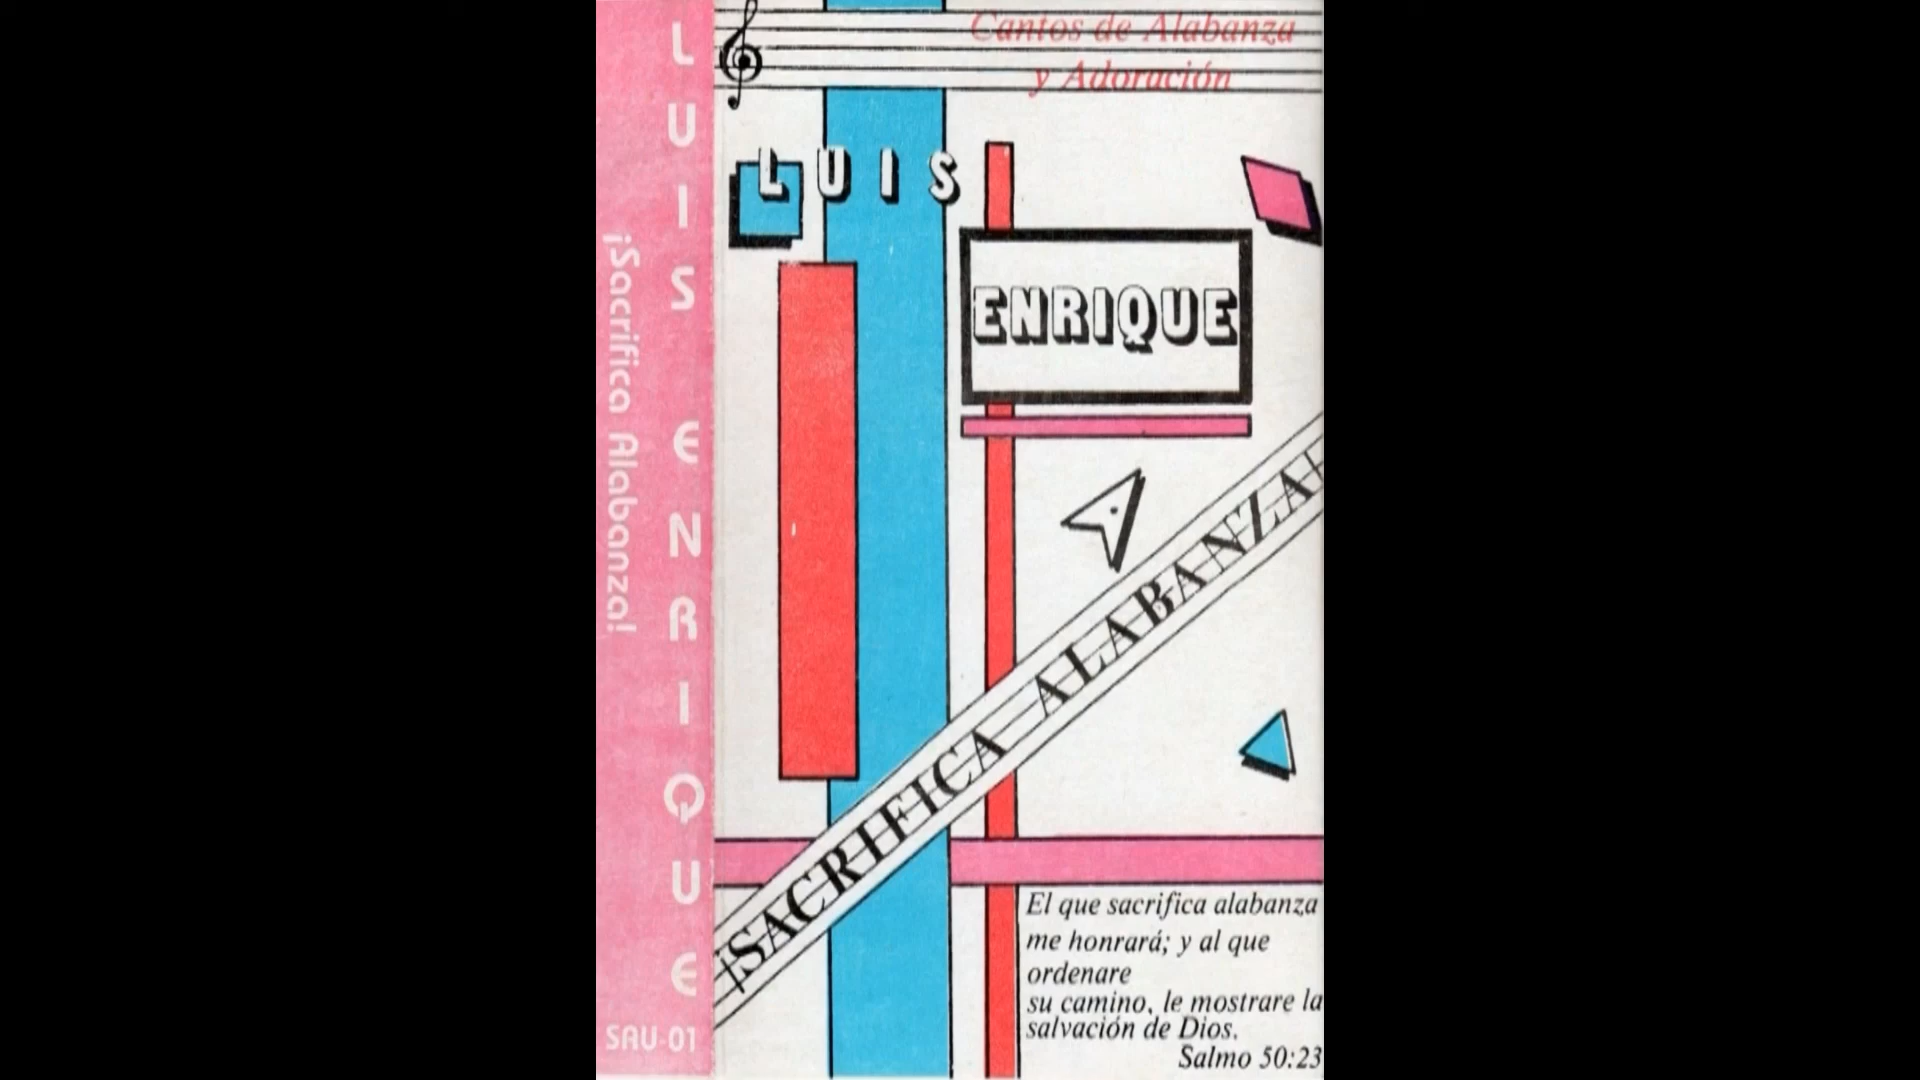 LUIS ENRIQUE
¡Sacrifica Alabanza!
SAU-01
Cantos de Alabanza
y Adoración
LUIS
ENRIQUE
¡SACRIFICA ALABANZA!
El que sacrifica alabanza
me honrará; y al que
ordenare
su camino, le mostrare la
salvación de Dios.
Salmo 50:23